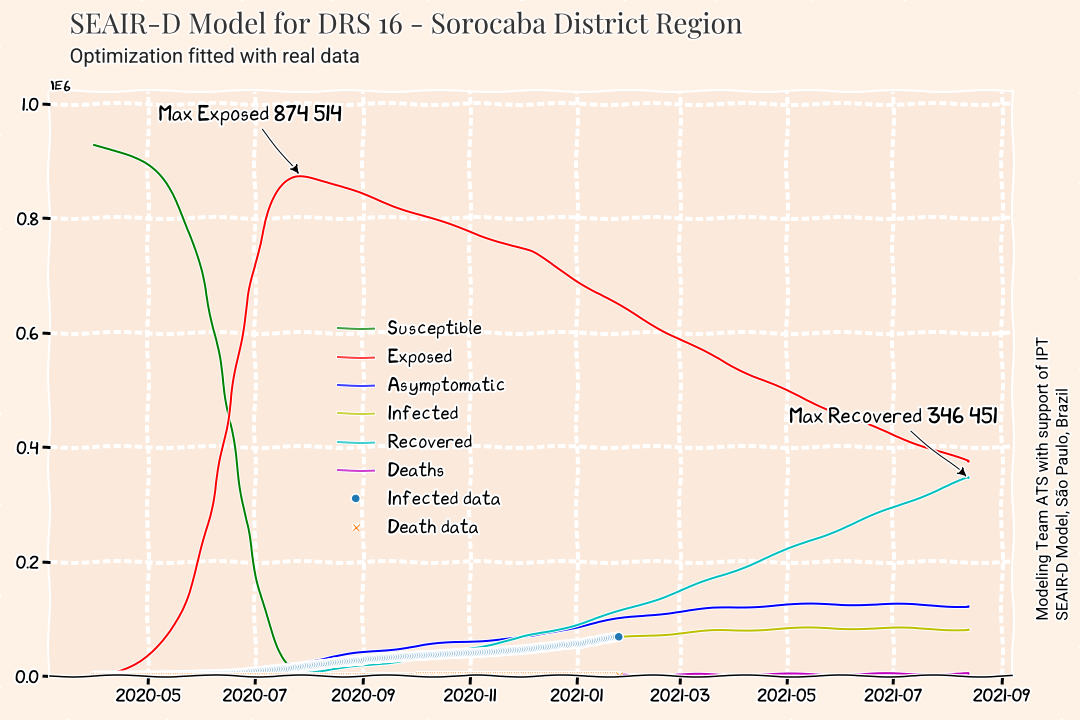 SEAIR-D Model for DRS 16 - Sorocaba District Region
Optimization fitted with real data
1E6
1.0
0.8
0.6
0.4
0.2
0.0
Max Exposed 874 514
Max Recovered 346 451
Susceptible
Exposed
Asymptomatic
Infected
Recovered
Deaths
Infected data
Death data
2020-05
2020-07
2020-09
2020-11
2021-01
2021-03
2021-05
2021-07
2021-09
Modeling Team ATS with support of IPT
SEAIR-D Model, São Paulo, Brazil